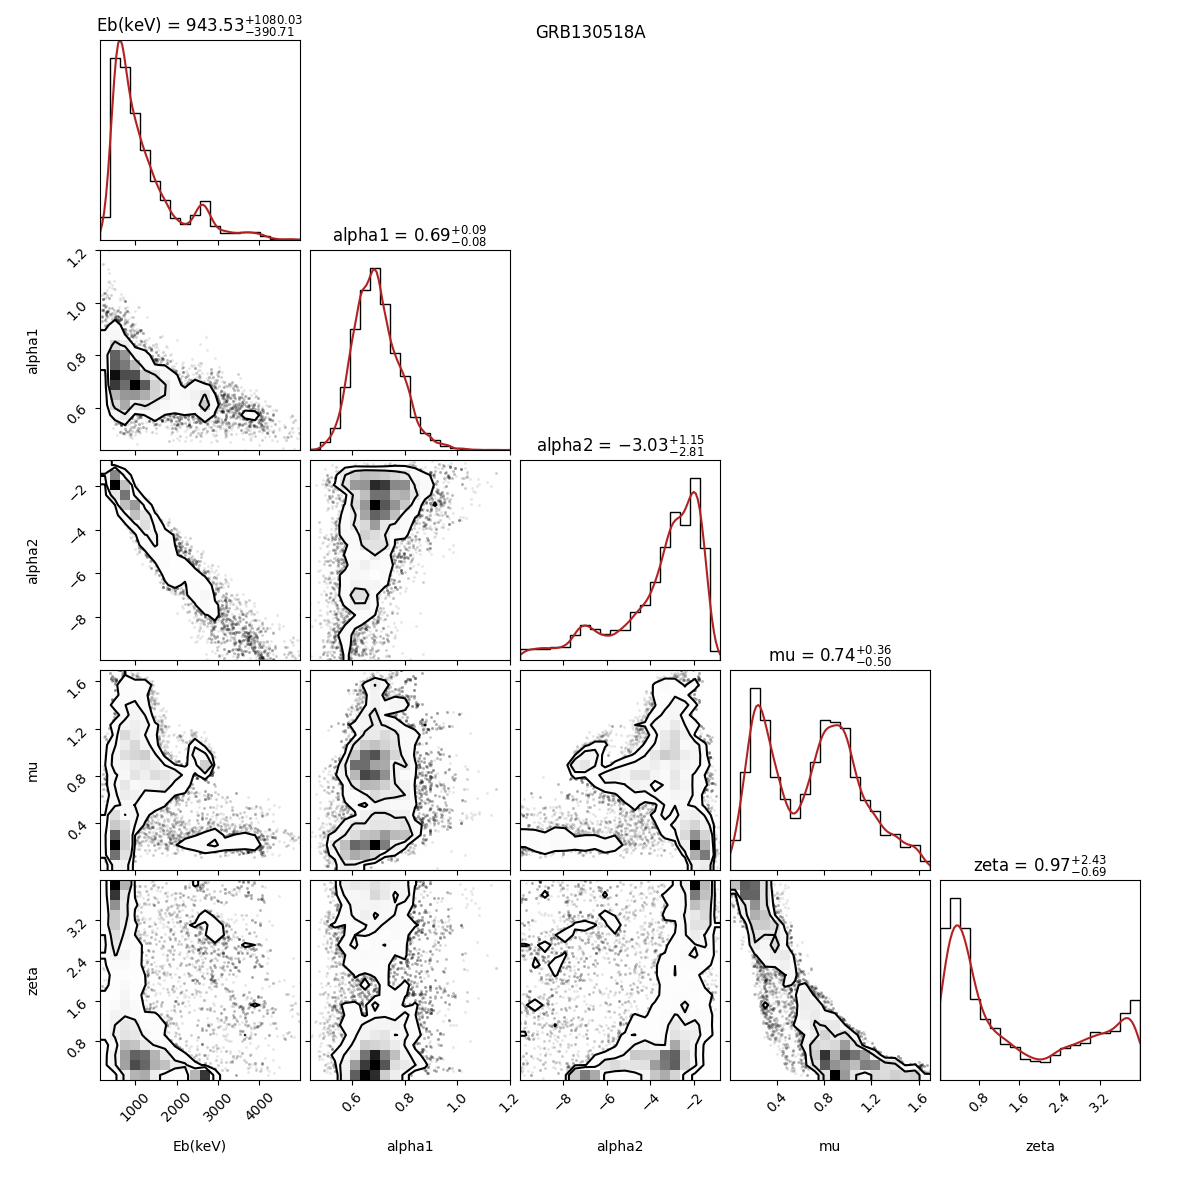 GRB130518A
Eb(keV) = 943.53+1080.03 −390.71
alpha1 = 0.69+0.09 −0.08
1.2
1.0
0.8
0.6
alpha1
alpha2 = −3.03+1.15 −2.81
−2
−4
−6
−8
alpha2
mu = 0.74+0.36 −0.50
1.6
1.2
0.8
0.4
mu
zeta = 0.97+2.43 −0.69
3.2
2.4
1.6
0.8
zeta
1000 2000 3000 4000 0.6 0.8 1.0 1.2 −8 −6 −4 −2 0.4 0.8 1.2 1.6 0.8 1.6 2.4 3.2
Eb(keV) alpha1 alpha2 mu zeta